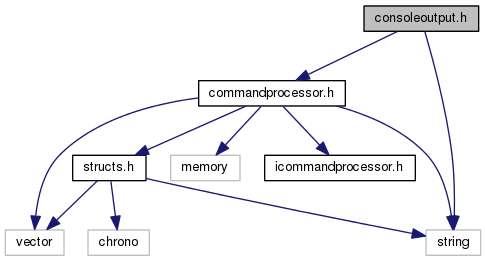 consoleoutput.h
commandprocessor.h
structs.h
memory
icommandprocessor.h
vector
chrono
string